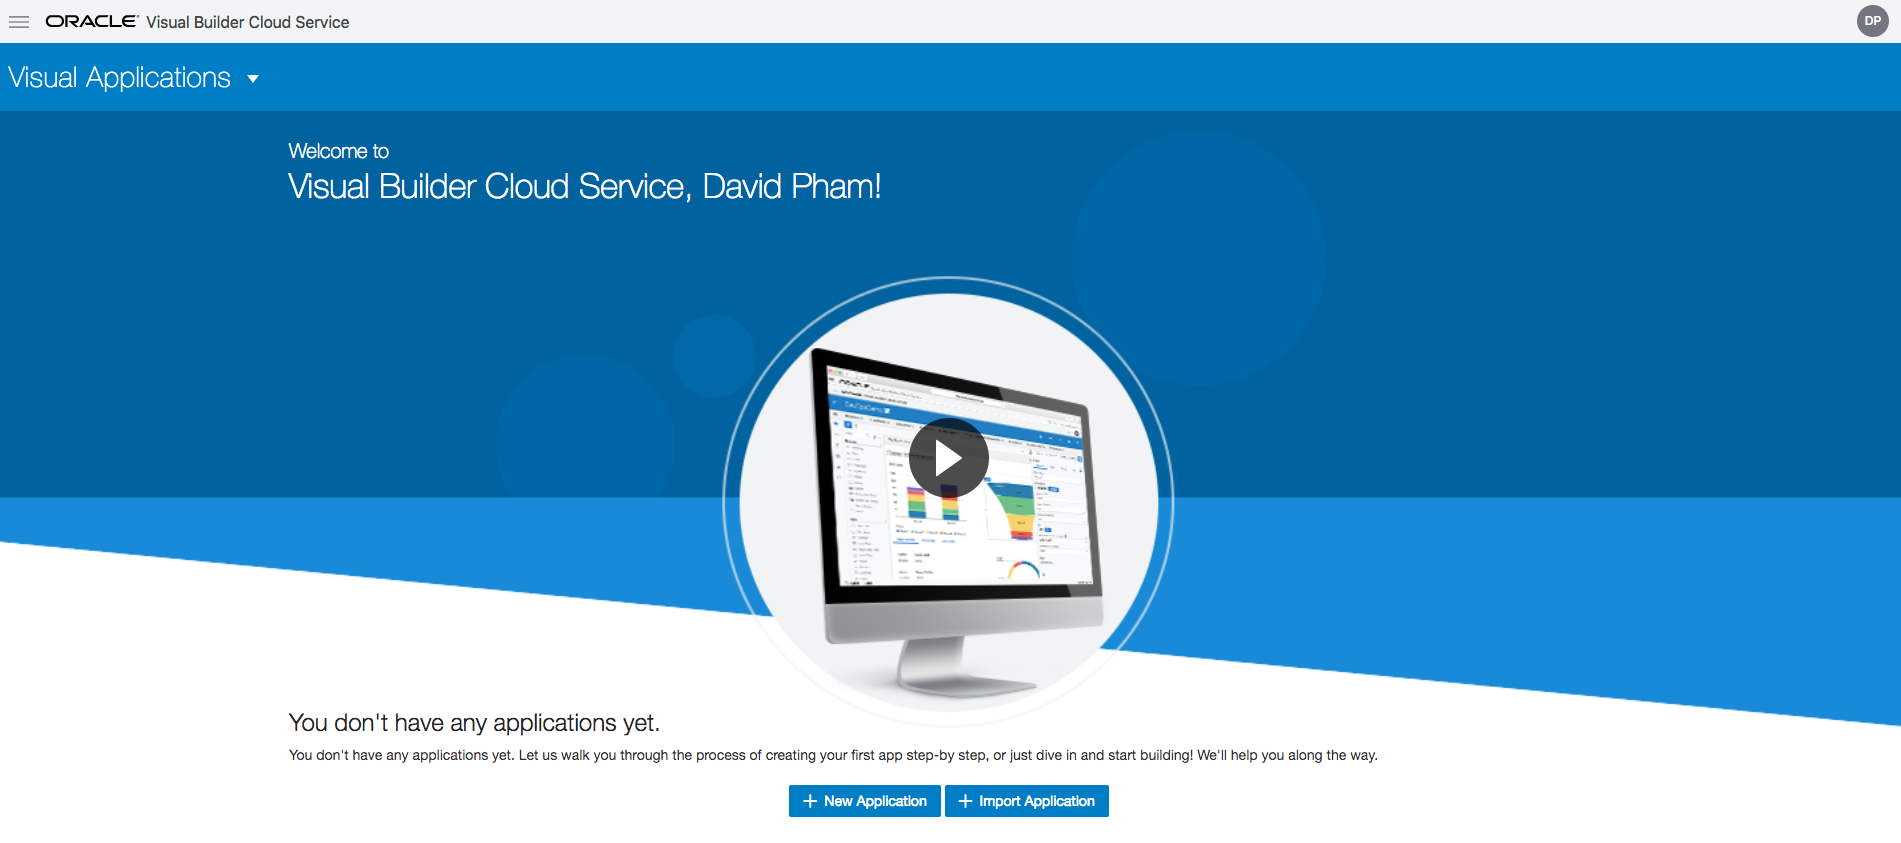 ORACLE Visual Builder Cloud Service
DP
Visual Applications
Welcome to
Visual Builder Cloud Service, David Pham!
You don't have any applications yet.
You don't have any applications yet. Let us walk you through the process of creating your first app step-by step, or just dive in and start building! We'll help you along the way.
+ New Application
+ Import Application